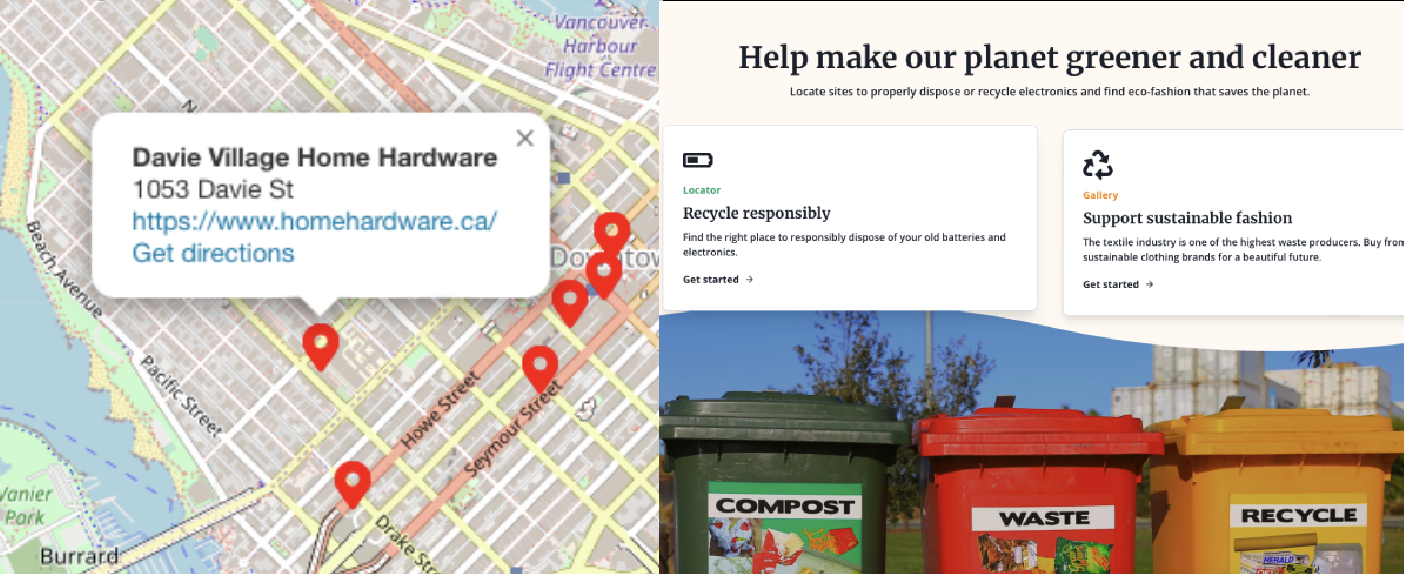 Vancouver
Harbour
Flight Centre
Davie Village Home Hardware
1053 Davie St
https://www.homehardware.ca/
Get directions
Beach Avenue
Pacific Street
Howe Street
Seymour Street
Drake
Vanier
Park
Burrard
Help make our planet greener and cleaner
Locate sites to properly dispose or recycle electronics and find eco-fashion that saves the planet.
Locator
Recycle responsibly
Find the right place to responsibly dispose of your old batteries and
electronics.
Get started →
Gallery
Support sustainable fashion
The textile industry is one of the highest waste producers. Buy from
sustainable clothing brands for a beautiful future.
Get started →
COMPOST
WASTE
RECYCLE
HERALD